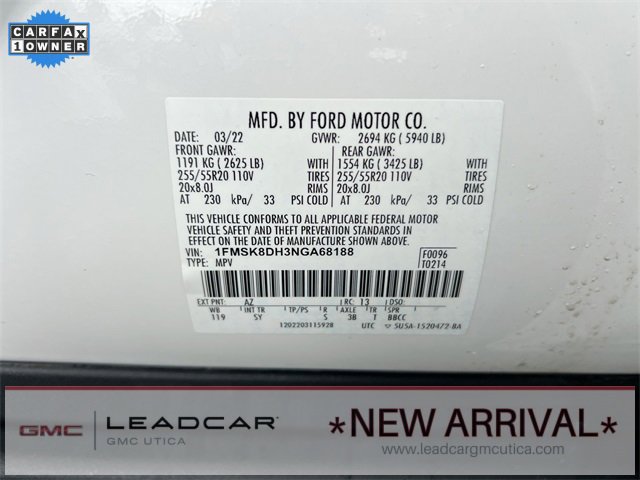 CARFAX
1 OWNER
MFD. BY FORD MOTOR CO.
DATE: 03/22 GVWR: 2694 KG ( 5940 LB)
FRONT GAWR: REAR GAWR:
1191 KG ( 2625 LB) WITH 1554 KG ( 3425 LB) WITH
255/55R20 110V TIRES 255/55R20 110V TIRES
20x8.0J RIMS 20x8.0J RIMS
AT 230 kPa/ 33 PSI COLD AT 230 kPa/ 33 PSI COLD
THIS VEHICLE CONFORMS TO ALL APPLICABLE FEDERAL MOTOR
VEHICLE SAFETY AND THEFT PREVENTION STANDARDS IN
EFFECT ON THE DATE OF MANUFACTURE SHOWN ABOVE.
VIN: 1FMSK8DH3NGA68188 F0096
TYPE: MPV T0214
EXT PNT: AZ RC: 13 DSO:
WB INT TR TP/PS R AXLE TR SPR
119 SY S 3B T BBCC
1202203115928 UTC 5U5A-1520472-BA
GMC LEADCAR
GMC UTICA
*NEW ARRIVAL*
www.leadcargmcutica.com